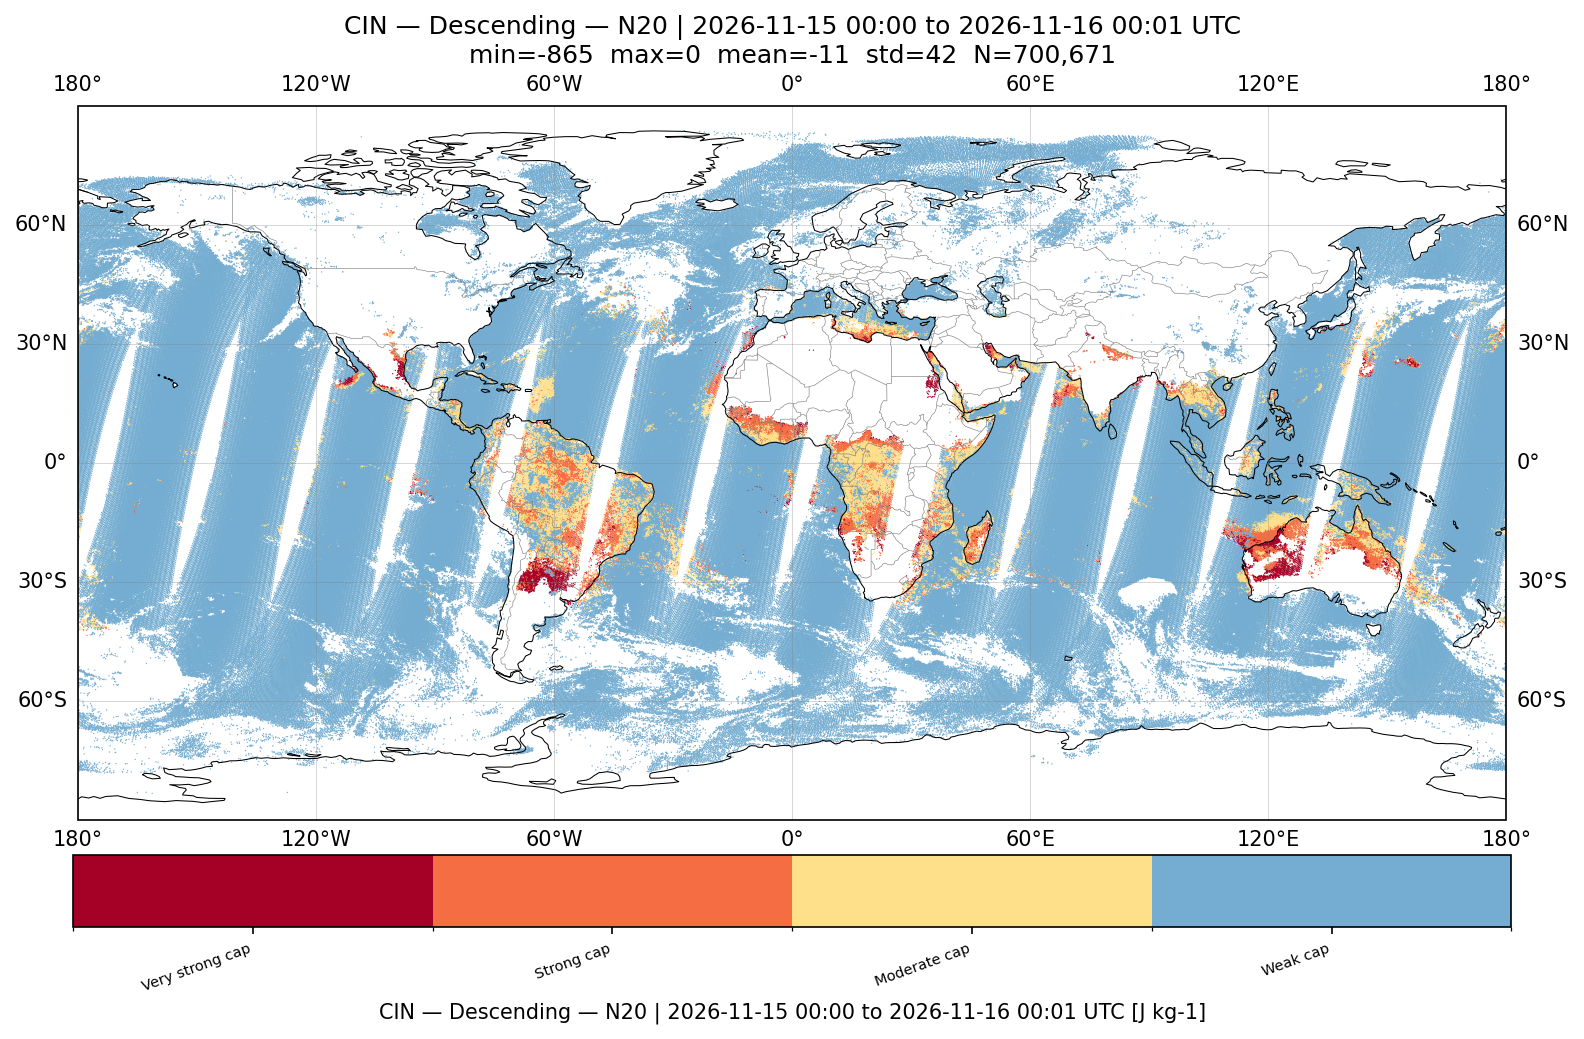 CIN — Descending — N20 | 2026-11-15 00:00 to 2026-11-16 00:01 UTC
min=-865 max=0 mean=-11 std=42 N=700,671
180° 120°W 60°W 0° 60°E 120°E 180°
60°N 60°N
30°N 30°N
0° 0°
30°S 30°S
60°S 60°S
180° 120°W 60°W 0° 60°E 120°E 180°
Very strong cap Strong cap Moderate cap Weak cap
CIN — Descending — N20 | 2026-11-15 00:00 to 2026-11-16 00:01 UTC [J kg-1]